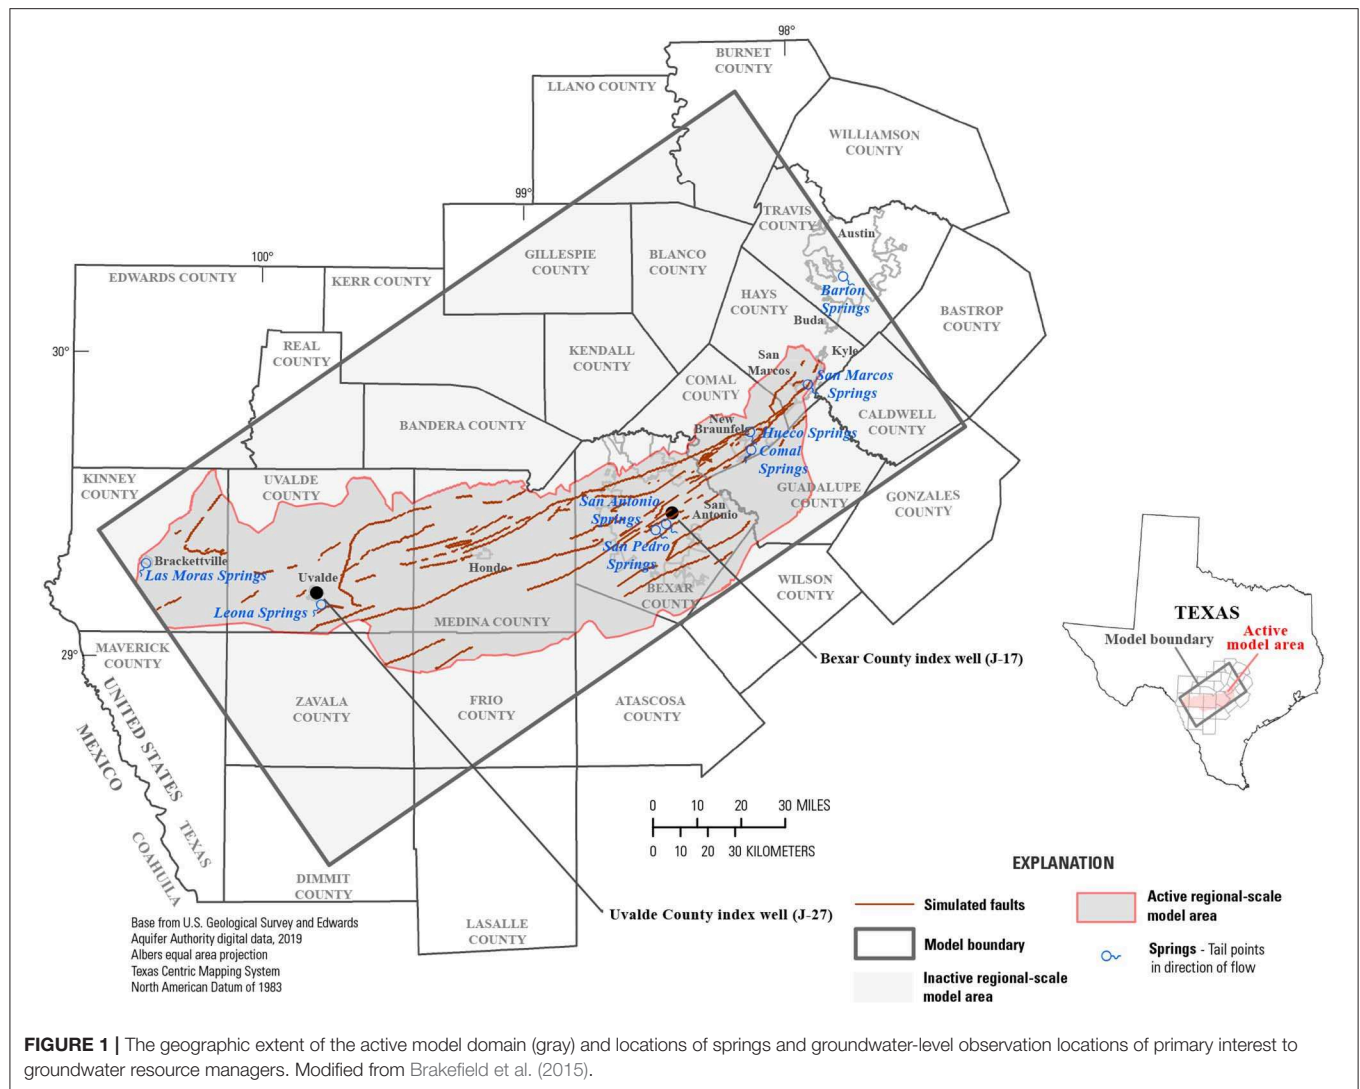 98°
BURNET
COUNTY
LLANO COUNTY
WILLIAMSON
COUNTY
99°
TRAVIS
COUNTY
Austin
GILLESPIE
COUNTY
BLANCO
COUNTY
100°
EDWARDS COUNTY
KERR COUNTY
Barton
Springs
HAYS
COUNTY
Buda
BASTROP
COUNTY
30°
REAL
COUNTY
KENDALL
COUNTY
San
Marcos
Kyle
COMAL
COUNTY
San Marcos
Springs
CALDWELL
COUNTY
BANDERA COUNTY
New
Braunfels
Hueco Springs
Comal
Springs
KINNEY
COUNTY
UVALDE
COUNTY
GUADALUPE
COUNTY
GONZALES
COUNTY
San Antonio
Springs
San
Antonio
San Pedro
Springs
Brackettville
Las Moras Springs
Hondo
Uvalde
Leona Springs
BEXAR
COUNTY
WILSON
COUNTY
MEDINA COUNTY
TEXAS
Model boundary
Active
model area
29°
MAVERICK
COUNTY
Bexar County index well (J-17)
UNITED STATES
MEXICO
ZAVALA
COUNTY
FRIO
COUNTY
ATASCOSA
COUNTY
TEXAS
COAHUILA
0 10 20 30 MILES
0 10 20 30 KILOMETERS
DIMMIT
COUNTY
Uvalde County index well (J-27)
LASALLE
COUNTY
EXPLANATION
Simulated faults
Model boundary
Inactive regional-scale
model area
Active regional-scale
model area
Springs - Tail points
in direction of flow
Base from U.S. Geological Survey and Edwards
Aquifer Authority digital data, 2019
Albers equal area projection
Texas Centric Mapping System
North American Datum of 1983
FIGURE 1 | The geographic extent of the active model domain (gray) and locations of springs and groundwater-level observation locations of primary interest to
groundwater resource managers. Modified from Brakefield et al. (2015).